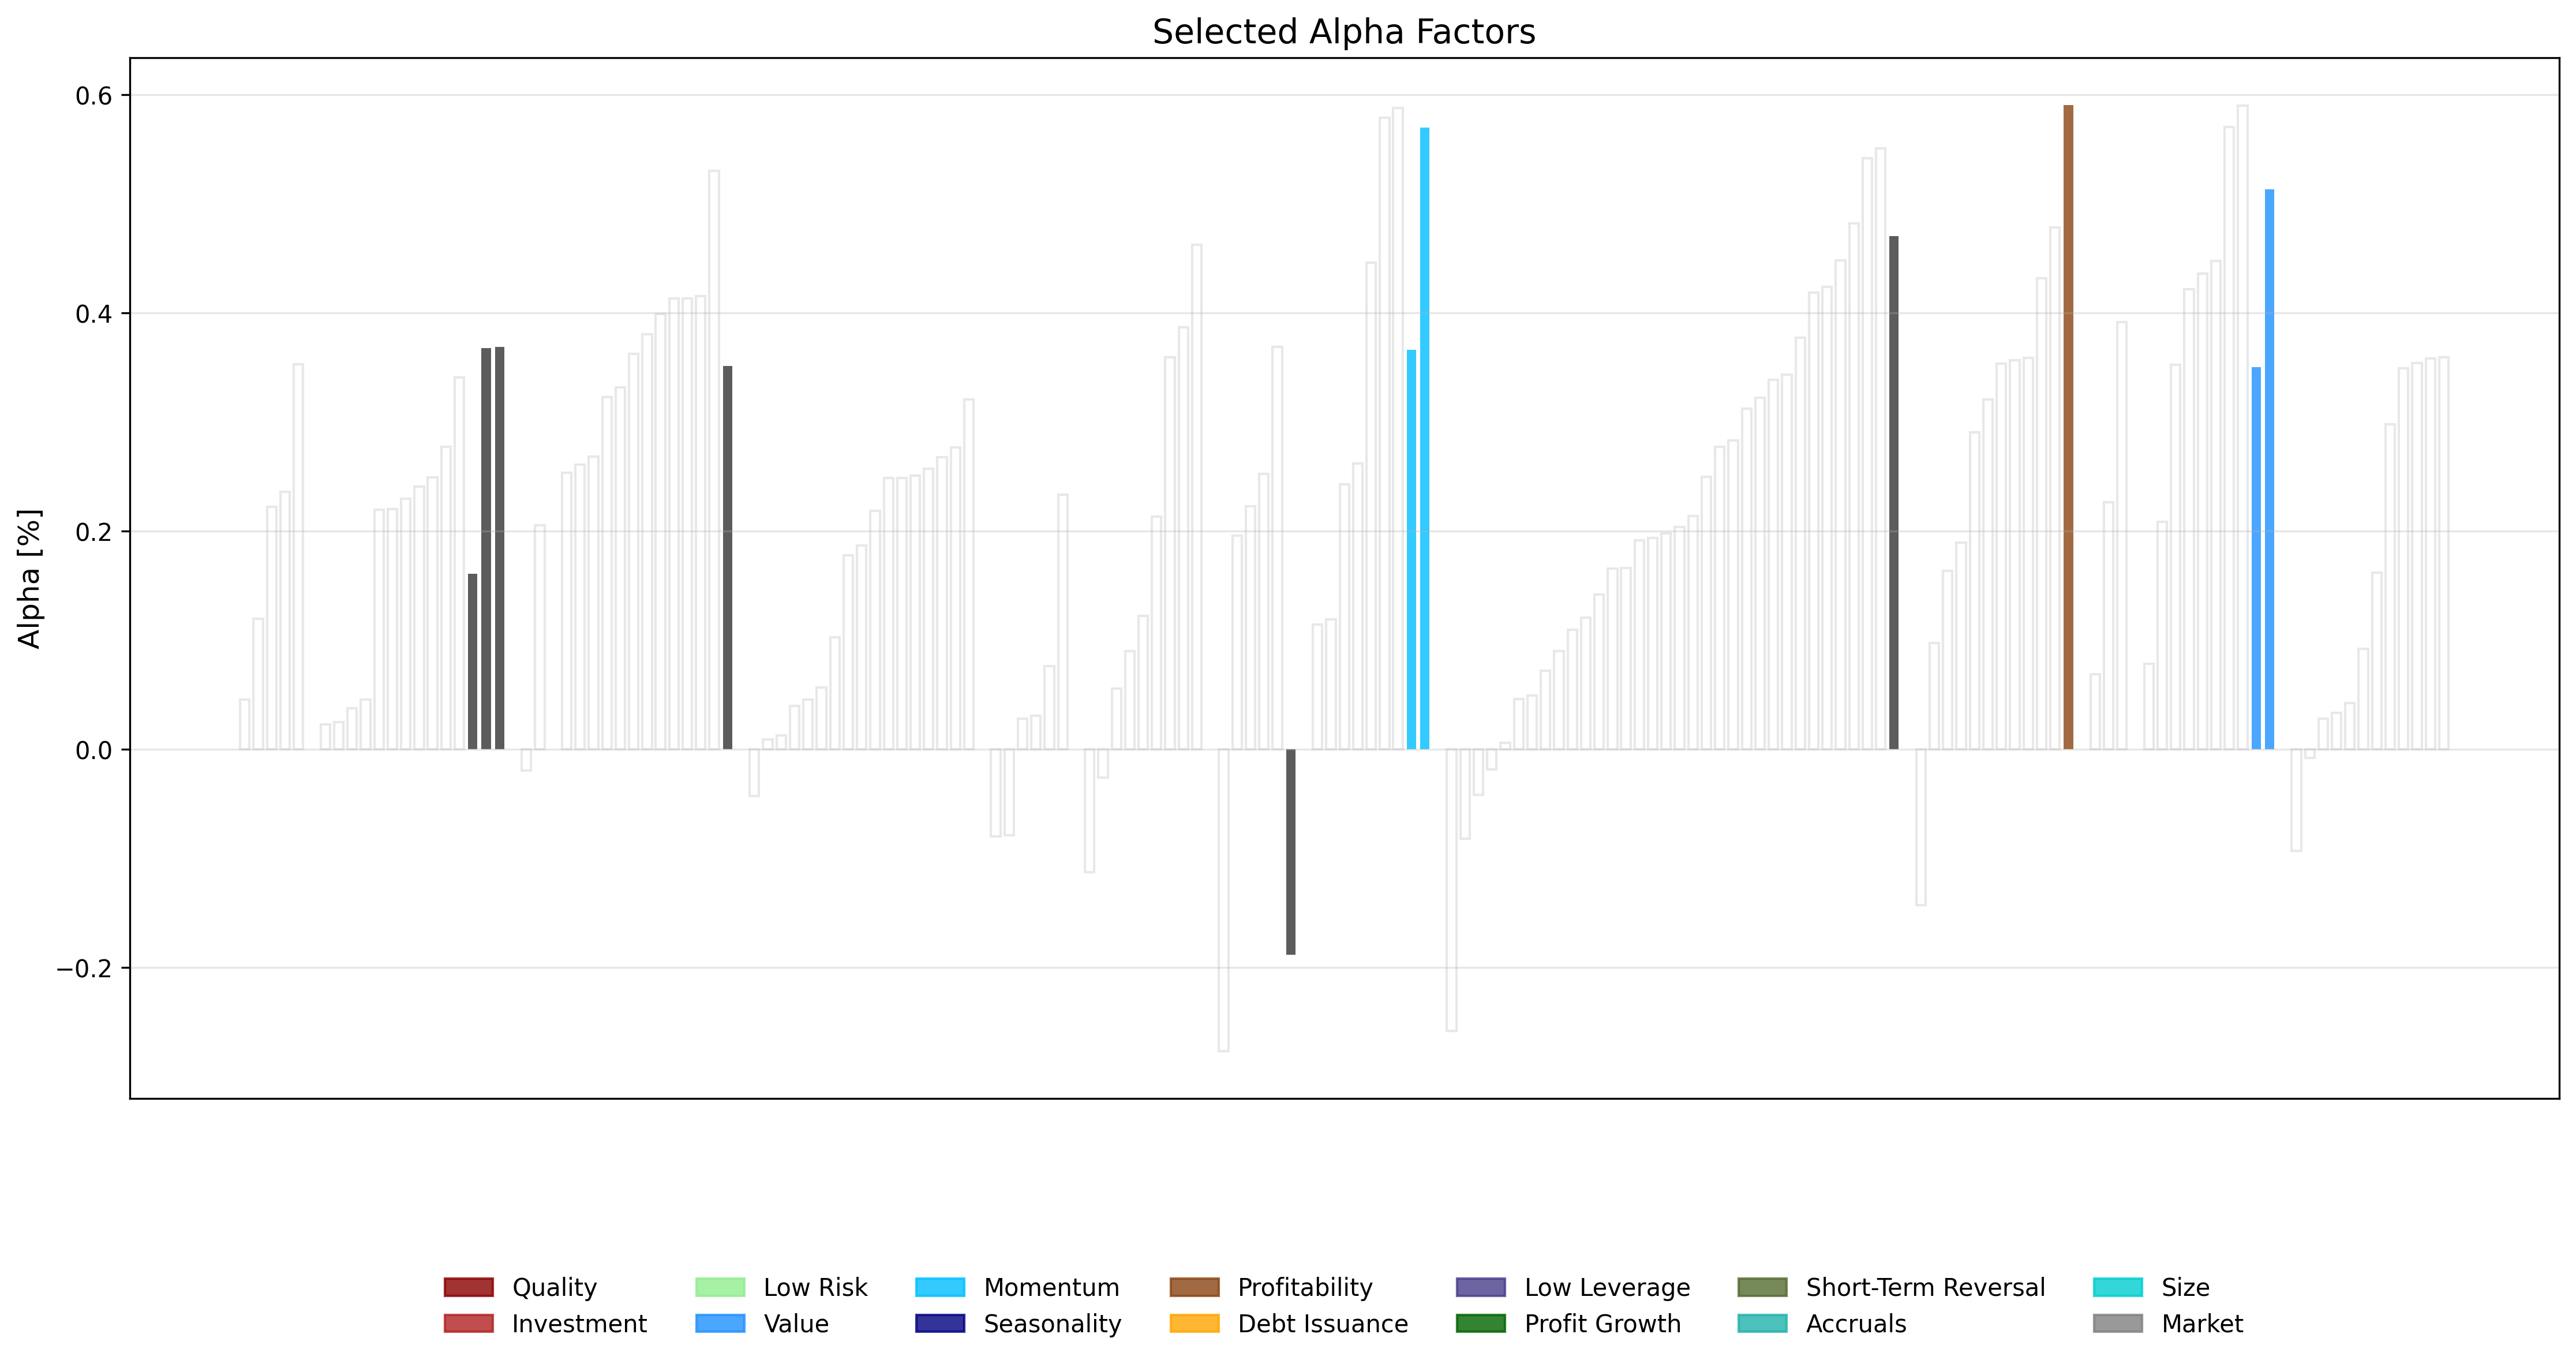 Selected Alpha Factors
Alpha [%]
0.6
0.4
0.2
0.0
−0.2
Quality
Low Risk
Momentum
Profitability
Low Leverage
Short-Term Reversal
Size
Investment
Value
Seasonality
Debt Issuance
Profit Growth
Accruals
Market